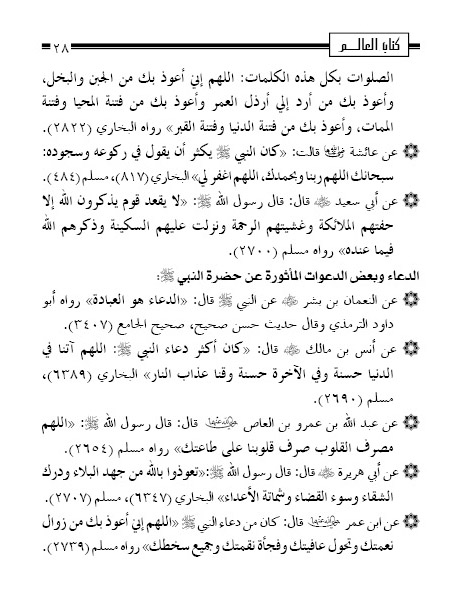 كتاب العالم
٢٨
الصلوات بكل هذه الكلمات: اللهم إني أعوذ بك من الجبن والبخل،
وأعوذ بك من أرد إلي أرذل العمر وأعوذ بك من فتنة المحيا وفتنة
الممات، وأعوذ بك من فتنة الدنيا وفتنة القبر» رواه البخاري (٢٨٢٢).
عن عائشة رضي الله عنها قالت: «كان النبي ﷺ يكثر أن يقول في ركوعه وسجوده:
سبحانك اللهم ربنا وبحمدك، اللهم اغفر لي» البخاري (٨١٧)، مسلم (٤٨٤).
عن أبي سعيد رضي الله عنه قال: قال رسول الله ﷺ: «لا يقعد قوم يذكرون الله إلا
حفتهم الملائكة وغشيتهم الرحمة ونزلت عليهم السكينة وذكرهم الله
فيما عنده» رواه مسلم (٢٧٠٠).
الدعاء وبعض الدعوات المأثورة عن حضرة النبي ﷺ:
عن النعمان بن بشر رضي الله عنه عن النبي ﷺ قال: «الدعاء هو العبادة» رواه أبو
داود الترمذي وقال حديث حسن صحيح، صحيح الجامع (٣٤٠٧).
عن أنس بن مالك رضي الله عنه قال: «كان أكثر دعاء النبي ﷺ: اللهم آتنا في
الدنيا حسنة وفي الآخرة حسنة وقنا عذاب النار» البخاري (٦٣٨٩)،
مسلم (٢٦٩٠).
عن عبد الله بن عمرو بن العاص رضي الله عنهما قال: قال رسول الله ﷺ: «اللهم
مصرف القلوب صرف قلوبنا على طاعتك» رواه مسلم (٢٦٥٤).
عن أبي هريرة رضي الله عنه قال: قال رسول الله ﷺ:«تعوذوا بالله من جهد البلاء ودرك
الشقاء وسوء القضاء وشماتة الأعداء» البخاري (٦٣٤٧)، مسلم (٢٧٠٧).
عن ابن عمر رضي الله عنهما قال: كان من دعاء النبي ﷺ «اللهم إني أعوذ بك من زوال
نعمتك وتحول عافيتك وفجأة نقمتك وجميع سخطك» رواه مسلم (٢٧٣٩).